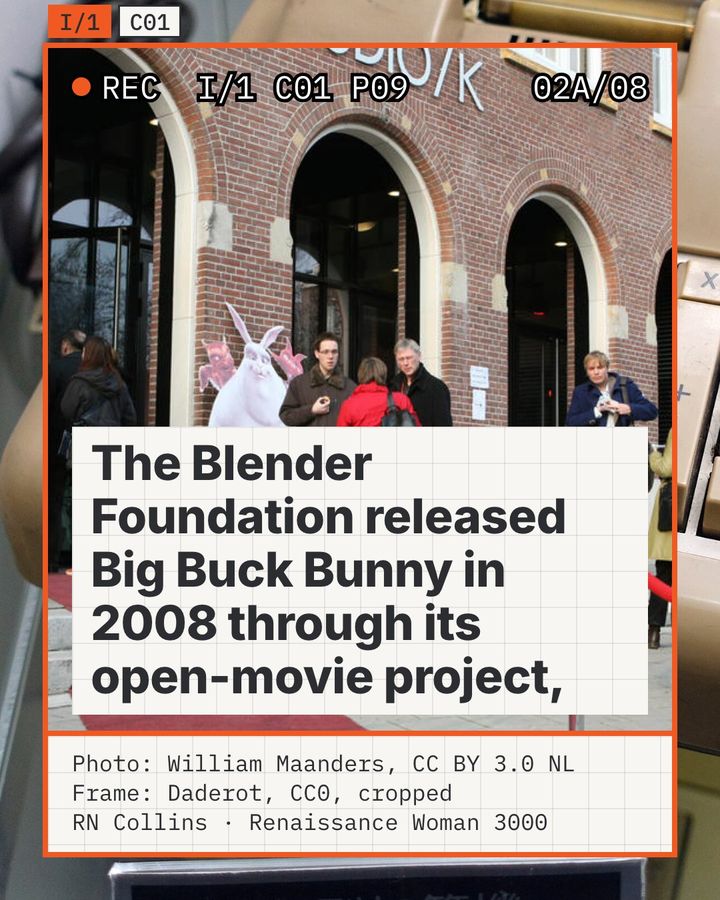 I/1 C01
REC I/1 C01 P09 02A/08
The Blender
Foundation released
Big Buck Bunny in
2008 through its
open-movie project,
Photo: William Maanders, CC BY 3.0 NL
Frame: Daderot, CC0, cropped
RN Collins · Renaissance Woman 3000